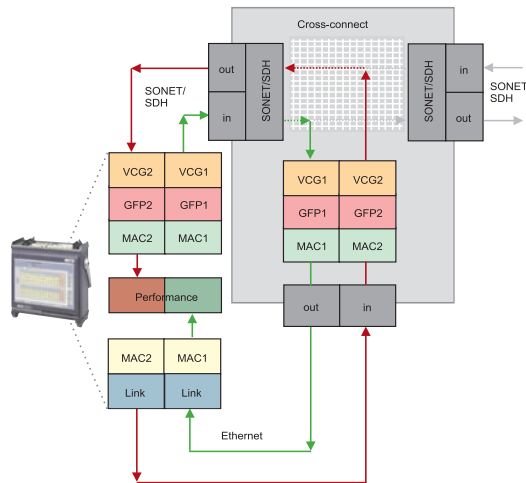 Cross-connect
out
in
SONET/SDH
SONET/
SDH
SONET/SDH
in
out
SONET
SDH
VCG2 VCG1
GFP2 GFP1
MAC2 MAC1
VCG1 VCG2
GFP1 GFP2
MAC1 MAC2
Performance
out in
MAC2 MAC1
Link Link
Ethernet